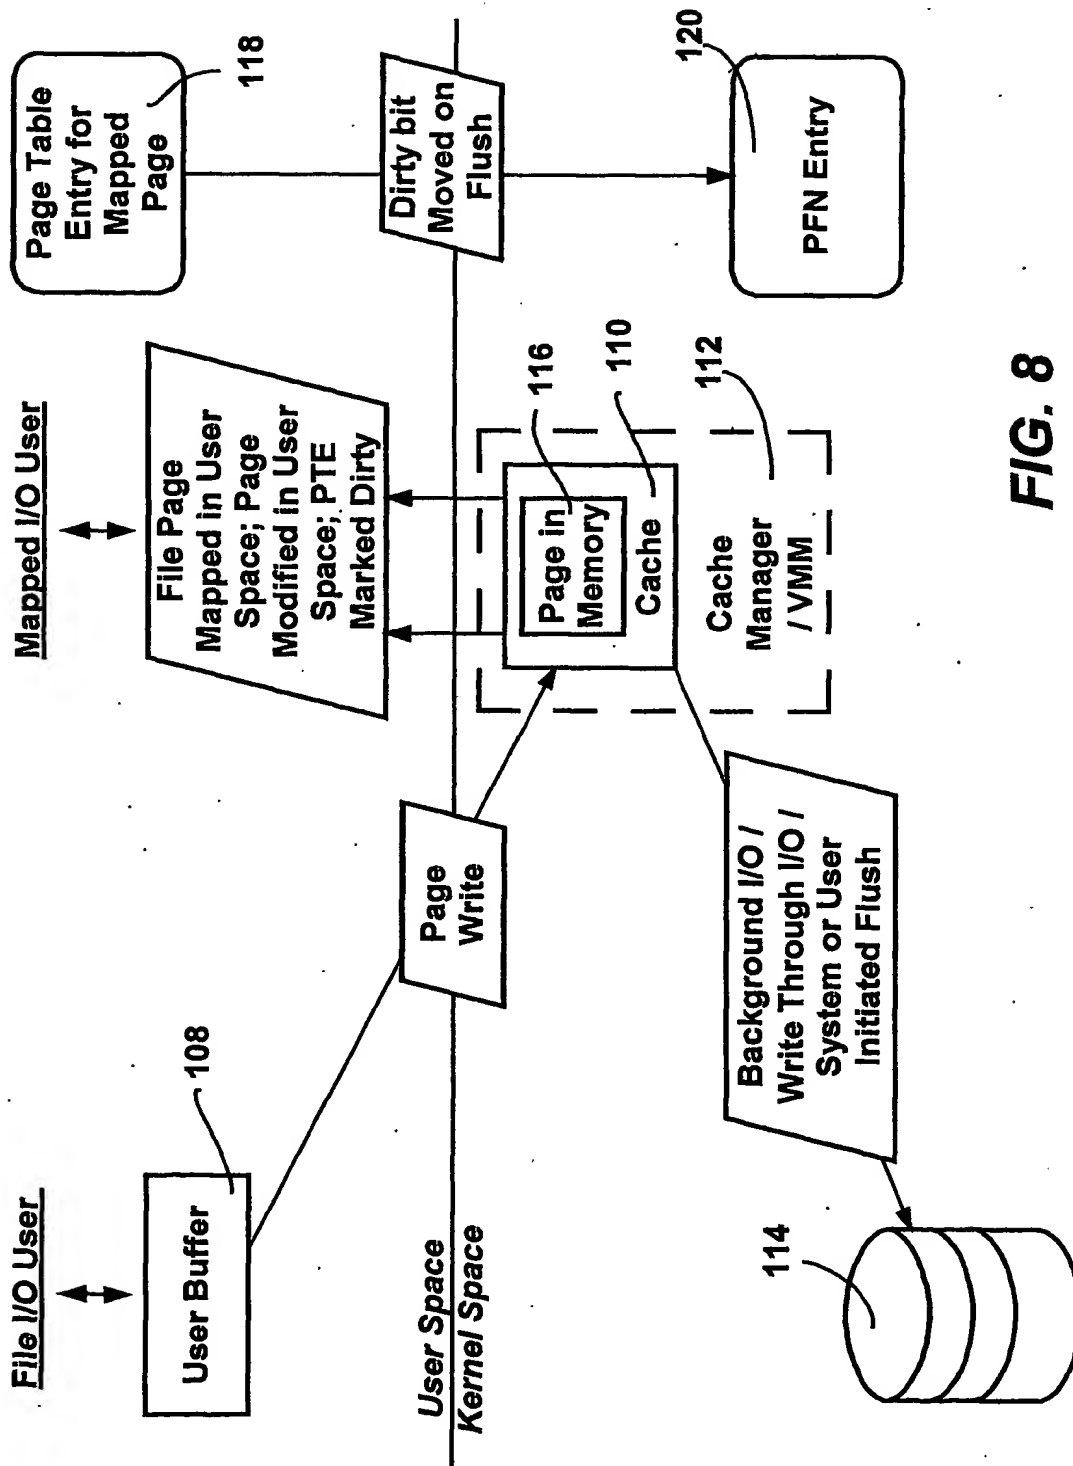 File I/O User
User Buffer
108
User Space
Kernel Space
Page
Write
Mapped I/O User
File Page
Mapped in User
Space; Page
Modified in User
Space; PTE
Marked Dirty
Page Table
Entry for
Mapped
Page
118
Dirty bit
Moved on
Flush
PFN Entry
120
Page in
Memory
116
Cache
110
Cache
Manager
/ VMM
112
Background I/O /
Write Through I/O /
System or User
Initiated Flush
114
FIG. 8